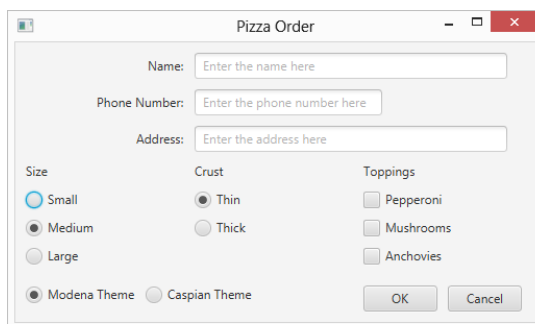 Pizza Order
Name: Enter the name here
Phone Number: Enter the phone number here
Address: Enter the address here
Size Crust Toppings
Small Thin Pepperoni
Medium Thick Mushrooms
Large Anchovies
Modena Theme Caspian Theme OK Cancel